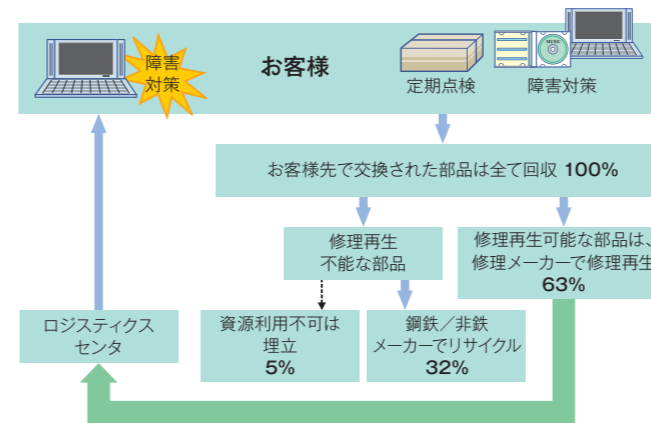 障害
対策
お客様
MUSIC
定期点検
障害対策
お客様先で交換された部品は全て回収 100%
修理再生
不能な部品
修理再生可能な部品は、
修理メーカーで修理再生
63%
ロジスティクス
センタ
資源利用不可は
埋立
5%
鋼鉄／非鉄
メーカーでリサイクル
32%